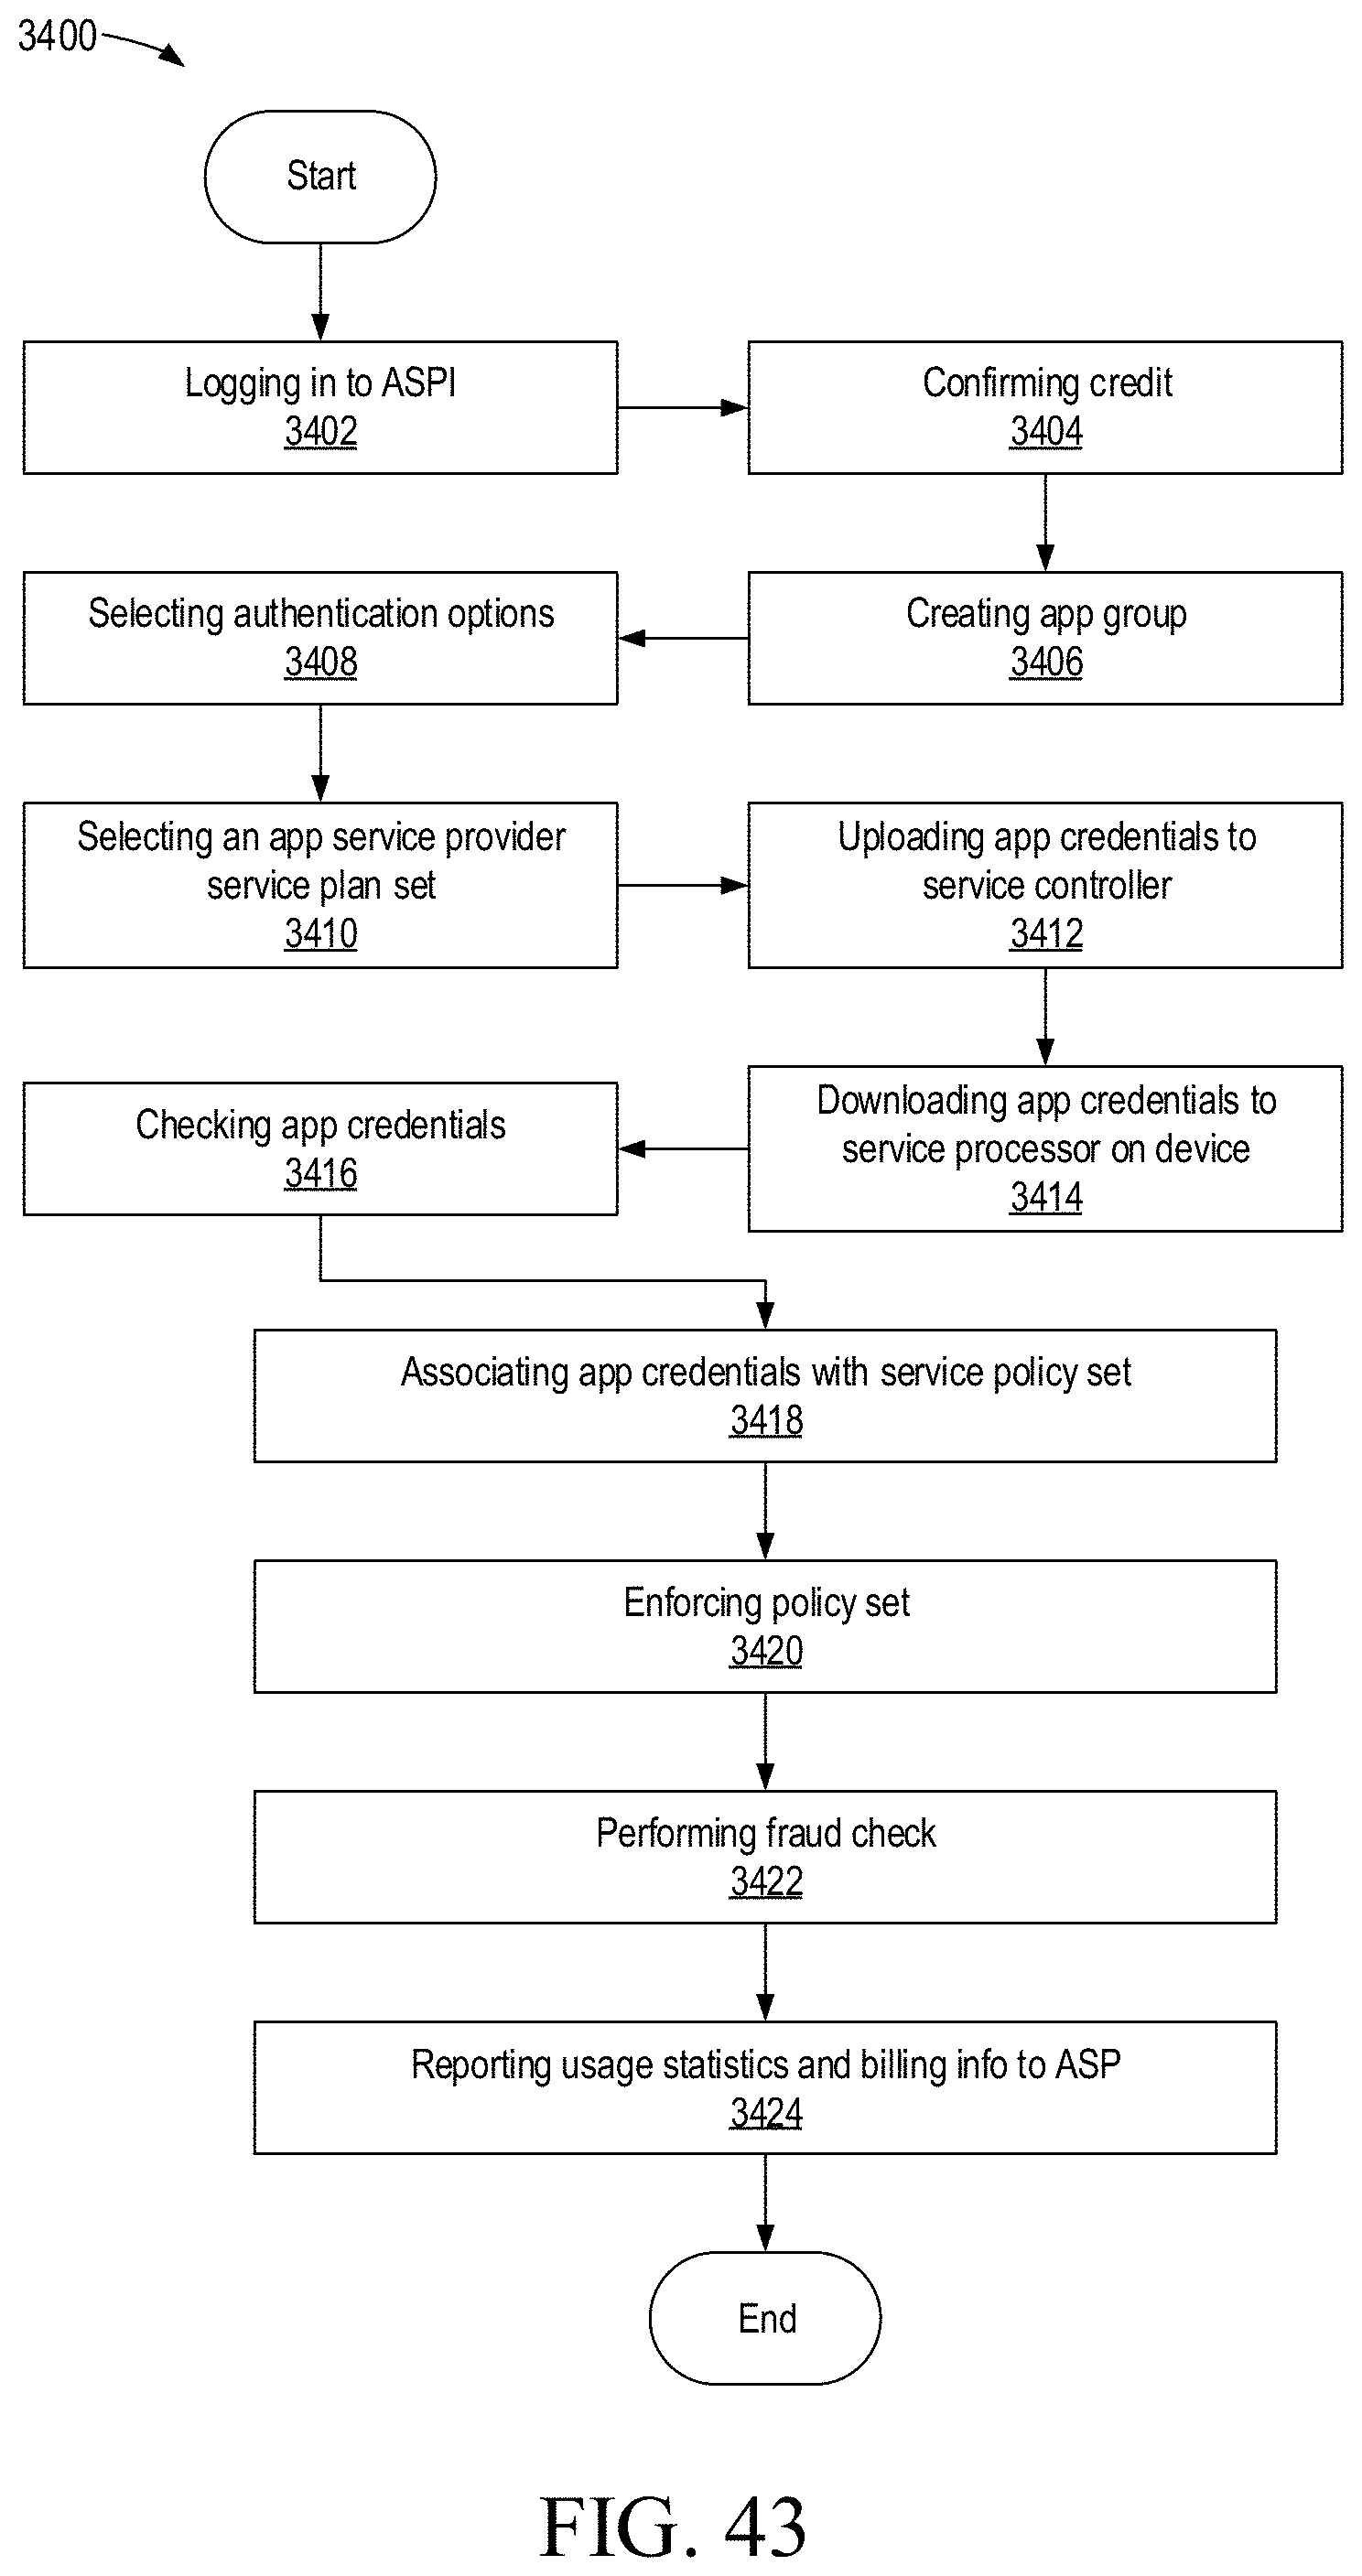 3400
Start
Logging in to ASPI
3402
Confirming credit
3404
Creating app group
3406
Selecting authentication options
3408
Selecting an app service provider
service plan set
3410
Uploading app credentials to
service controller
3412
Downloading app credentials to
service processor on device
3414
Checking app credentials
3416
Associating app credentials with service policy set
3418
Enforcing policy set
3420
Performing fraud check
3422
Reporting usage statistics and billing info to ASP
3424
End
FIG. 43